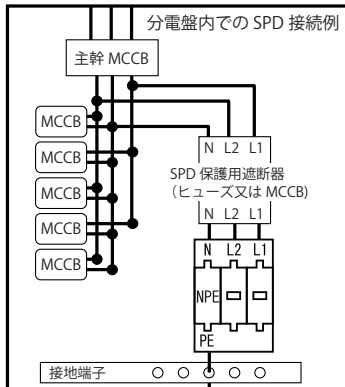 分電盤内での SPD 接続例
主幹 MCCB
MCCB
MCCB
MCCB
MCCB
MCCB
N L2 L1
SPD 保護用遮断器
（ヒューズ又は MCCB）
N L2 L1
N L2 L1
NPE
PE
接地端子